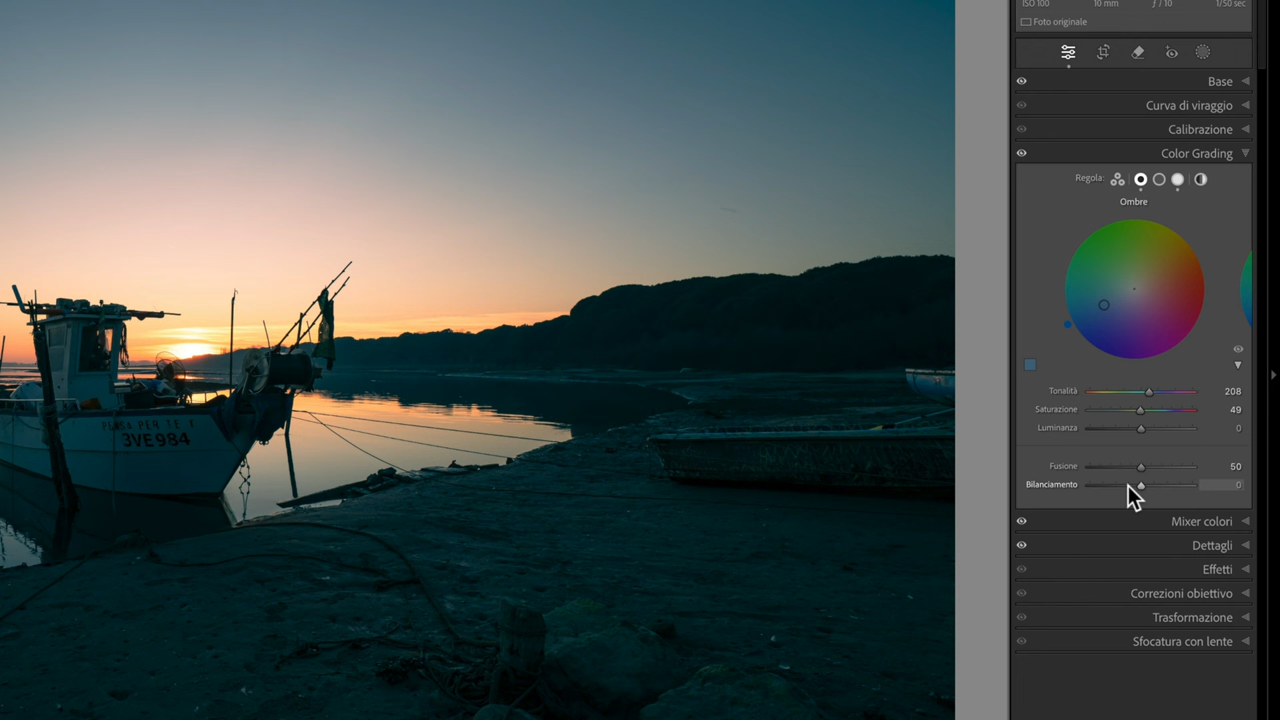 ISO 100 10 mm ƒ / 10 1/50 sec
Foto originale
Base
Curva di viraggio
Calibrazione
Color Grading
Regola:
Ombre
Tonalità 208
Saturazione 49
Luminanza 0
Fusione 50
Bilanciamento 0
Mixer colori
Dettagli
Effetti
Correzioni obiettivo
Trasformazione
Sfocatura con lente
3VE984